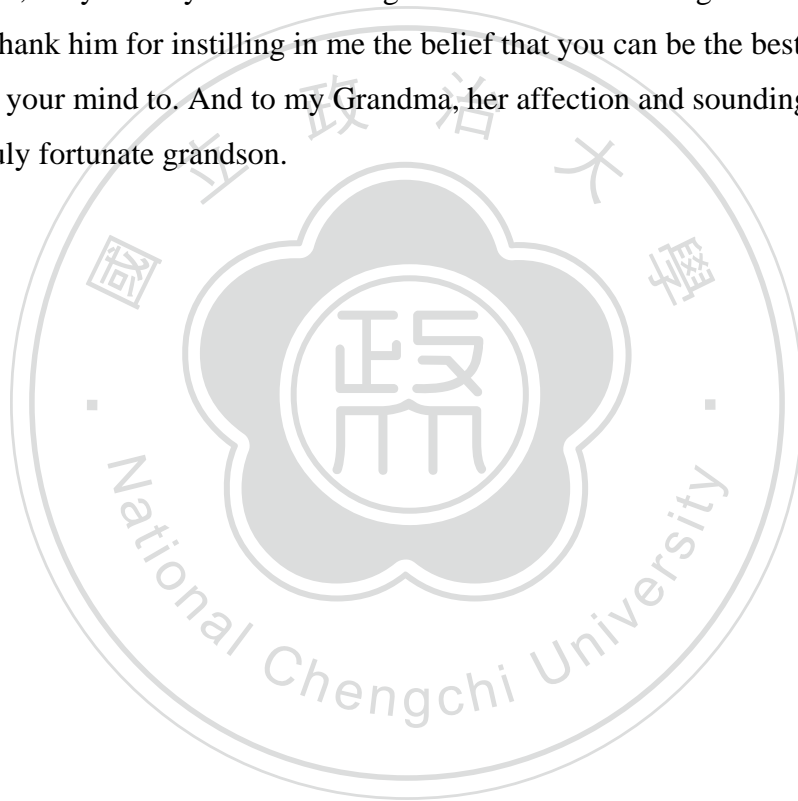 hank him for instilling in me the belief that you can be the best
your mind to. And to my Grandma, her affection and sounding
uly fortunate grandson.
國立政治大學
政大
National Chengchi University